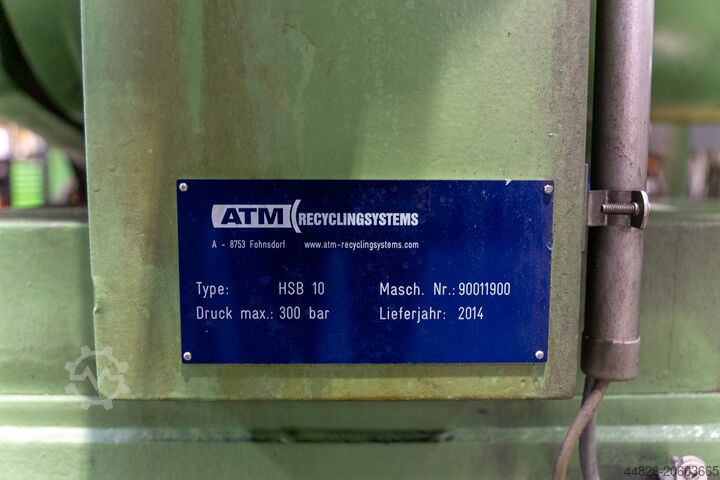 ATM RECYCLINGSYSTEMS
A - 8753 Fohnsdorf www.atm-recyclingsystems.com
Type: HSB 10 Masch. Nr.: 90011900
Druck max.: 300 bar Lieferjahr: 2014
44826-20603665